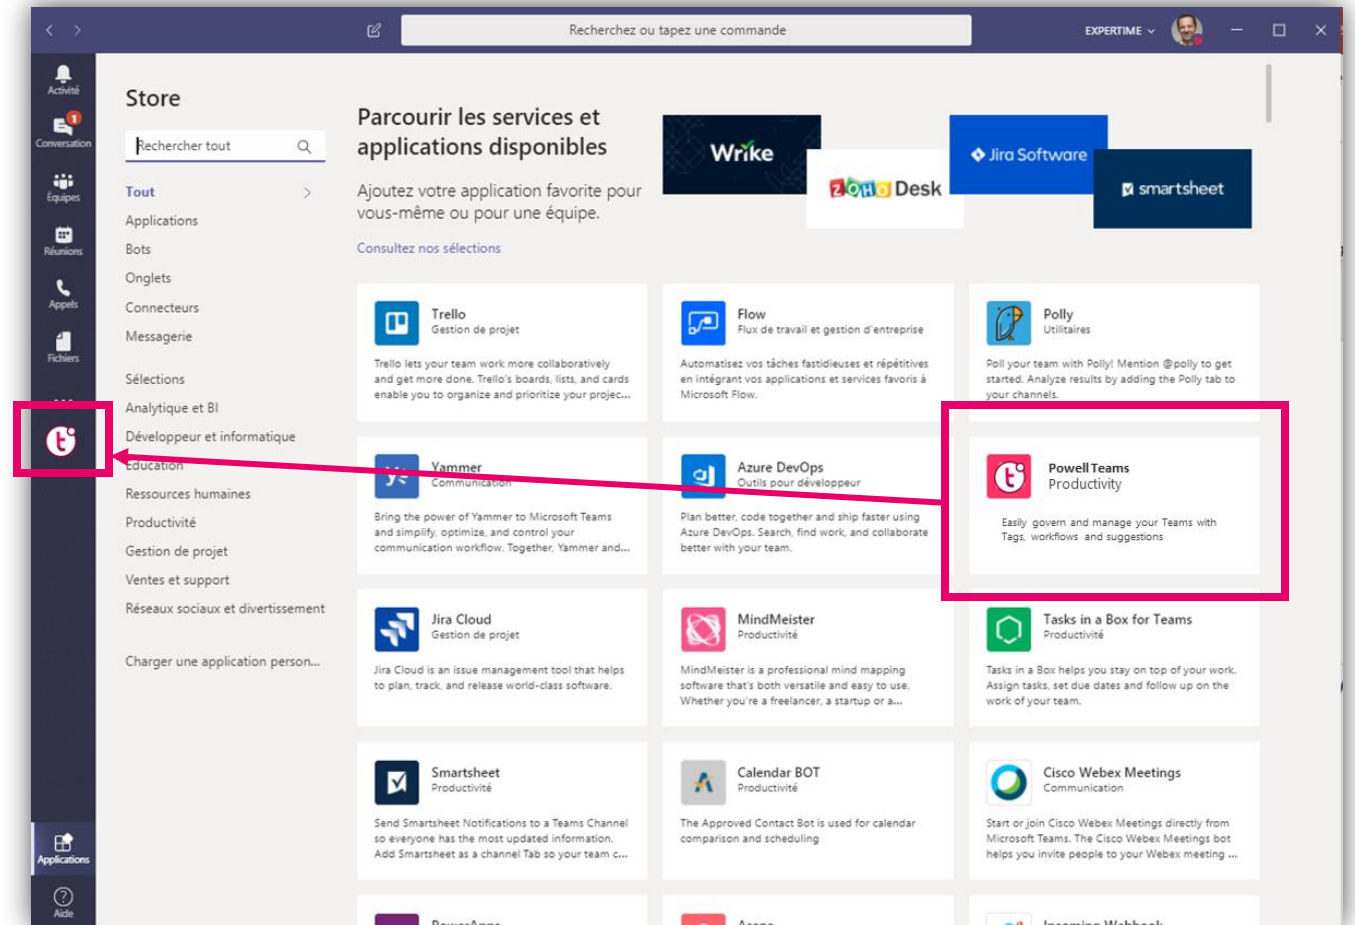 Recherchez ou tapez une commande
EXPERTIME
Activité
1
Conversation
Équipes
Réunions
Appels
Fichiers
Applications
Aide
Store
Rechercher tout
Tout
Applications
Bots
Onglets
Connecteurs
Messagerie
Sélections
Analytique et BI
Développeur et informatique
Éducation
Ressources humaines
Productivité
Gestion de projet
Ventes et support
Réseaux sociaux et divertissement
Charger une application person...
Parcourir les services et
applications disponibles
Ajoutez votre application favorite pour
vous-même ou pour une équipe.
Consultez nos sélections
Wrike
ZOHO Desk
Jira Software
smartsheet
Trello
Gestion de projet
Trello lets your team work more collaboratively
and get more done. Trello's boards, lists, and cards
enable you to organize and prioritize your projec...
Flow
Flux de travail et gestion d'entreprise
Automatisez vos tâches fastidieuses et répétitives
en intégrant vos applications et services favoris à
Microsoft Flow.
Polly
Utilitaires
Poll your team with Polly! Mention @polly to get
started. Analyze results by adding the Polly tab to
your channels.
Yammer
Communication
Bring the power of Yammer to Microsoft Teams
and simplify, optimize, and control your
communication workflow. Together, Yammer and...
Azure DevOps
Outils pour développeur
Plan better, code together and ship faster using
Azure DevOps. Search, find work, and collaborate
better with your team.
Powell Teams
Productivity
Easily govern and manage your Teams with
Tags, workflows and suggestions
Jira Cloud
Gestion de projet
Jira Cloud is an issue management tool that helps
to plan, track, and release world-class software.
MindMeister
Productivité
MindMeister is a professional mind mapping
software that's both versatile and easy to use.
Whether you're a freelancer, a startup or a...
Tasks in a Box for Teams
Productivité
Tasks in a Box helps you stay on top of your work.
Assign tasks, set due dates and follow up on the
work of your team.
Smartsheet
Productivité
Send Smartsheet Notifications to a Teams Channel
so everyone has the most updated information.
Add Smartsheet as a channel Tab so your team c...
Calendar BOT
Productivité
The Approved Contact Bot is used for calendar
comparison and scheduling
Cisco Webex Meetings
Communication
Start or join Cisco Webex Meetings directly from
Microsoft Teams. The Cisco Webex Meetings bot
helps you invite people to your Webex meeting ...
PowerApps
Incoming Webhook